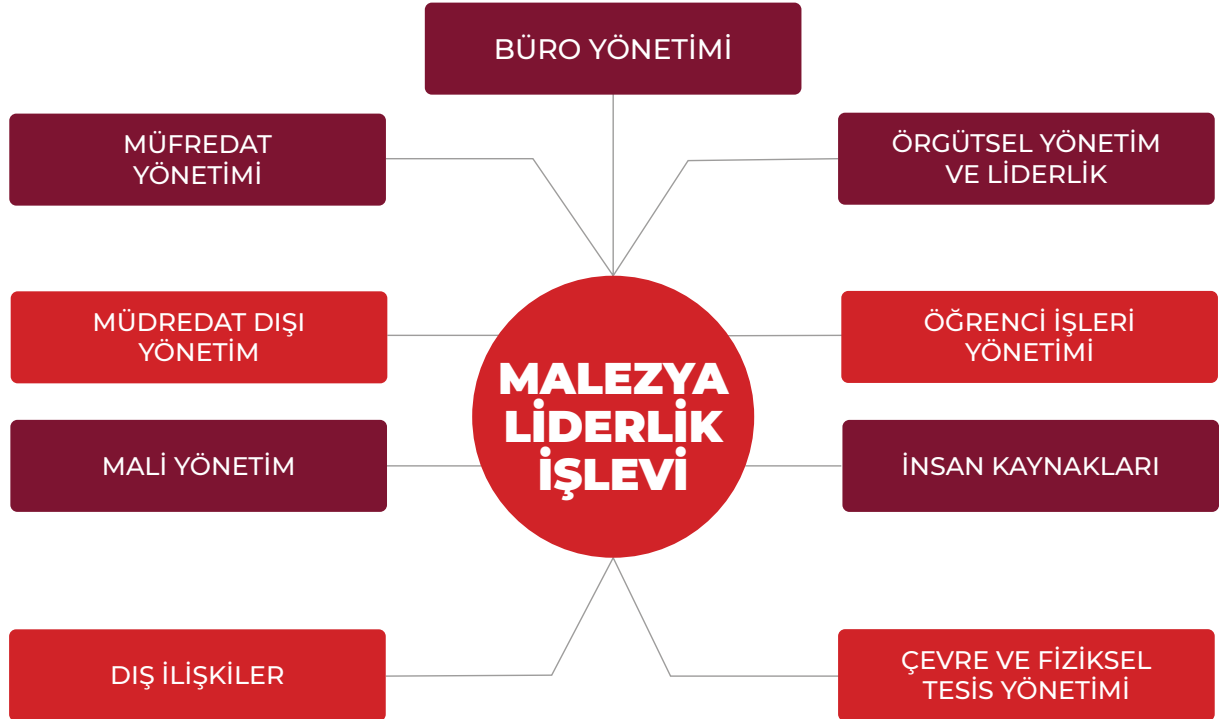 BÜRO YÖNETİMİ
MÜFREDAT
YÖNETİMİ
ÖRGÜTSEL YÖNETİM
VE LİDERLİK
MÜDREDAT DIŞI
YÖNETİM
ÖĞRENCİ İŞLERİ
YÖNETİMİ
MALEZYA
LİDERLİK
İŞLEVİ
MALİ YÖNETİM
İNSAN KAYNAKLARI
DIŞ İLİŞKİLER
ÇEVRE VE FİZİKSEL
TESİS YÖNETİMİ